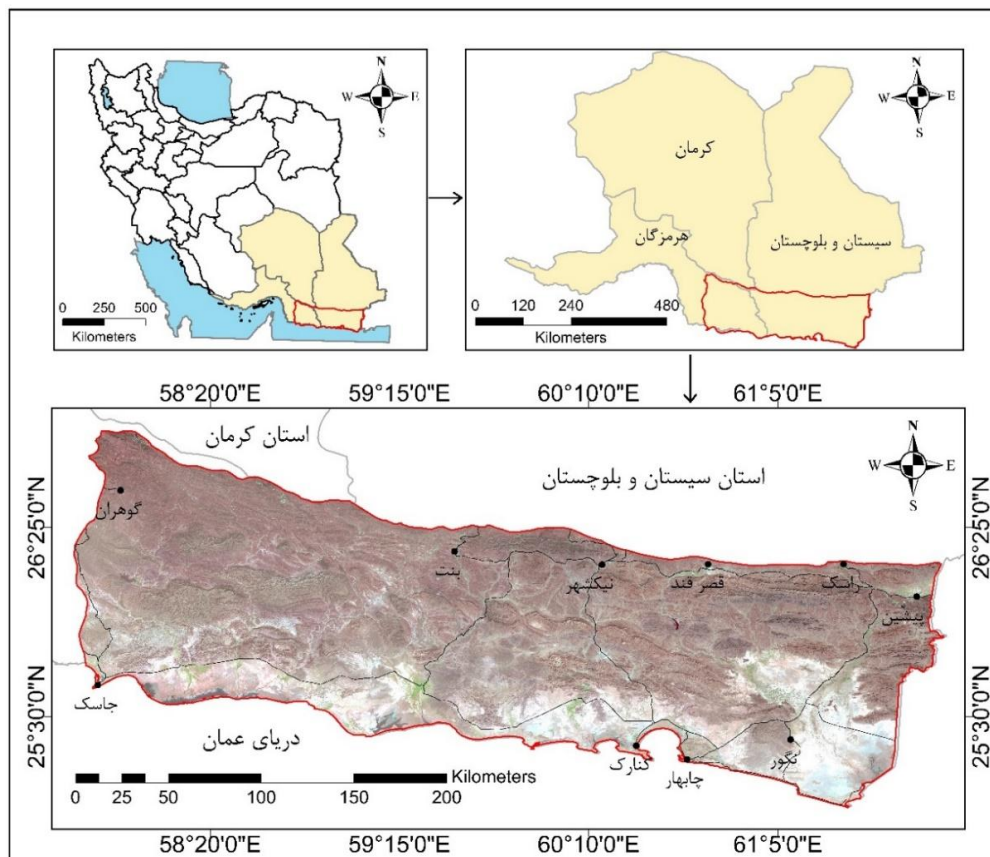 N
W E
S
0 250 500
Kilometers
N
W E
S
کرمان
هرمزگان
سیستان و بلوچستان
0 120 240 480
Kilometers
58°20'0"E 59°15'0"E 60°10'0"E 61°5'0"E
استان کرمان
استان سیستان و بلوچستان
N
W E
S
26°25'0"N
26°25'0"N
گوهران
بنت
نیکشهر
قصر قند
راسک
پیشین
25°30'0"N
25°30'0"N
جاسک
دریای عمان
کنارک
چابهار
نگور
Kilometers
0 25 50 100 150 200
58°20'0"E 59°15'0"E 60°10'0"E 61°5'0"E